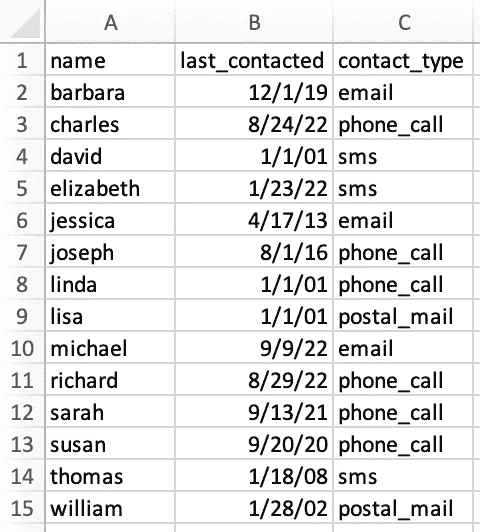 A B C
1 name last_contacted contact_type
2 barbara 12/1/19 email
3 charles 8/24/22 phone_call
4 david 1/1/01 sms
5 elizabeth 1/23/22 sms
6 jessica 4/17/13 email
7 joseph 8/1/16 phone_call
8 linda 1/1/01 phone_call
9 lisa 1/1/01 postal_mail
10 michael 9/9/22 email
11 richard 8/29/22 phone_call
12 sarah 9/13/21 phone_call
13 susan 9/20/20 phone_call
14 thomas 1/18/08 sms
15 william 1/28/02 postal_mail